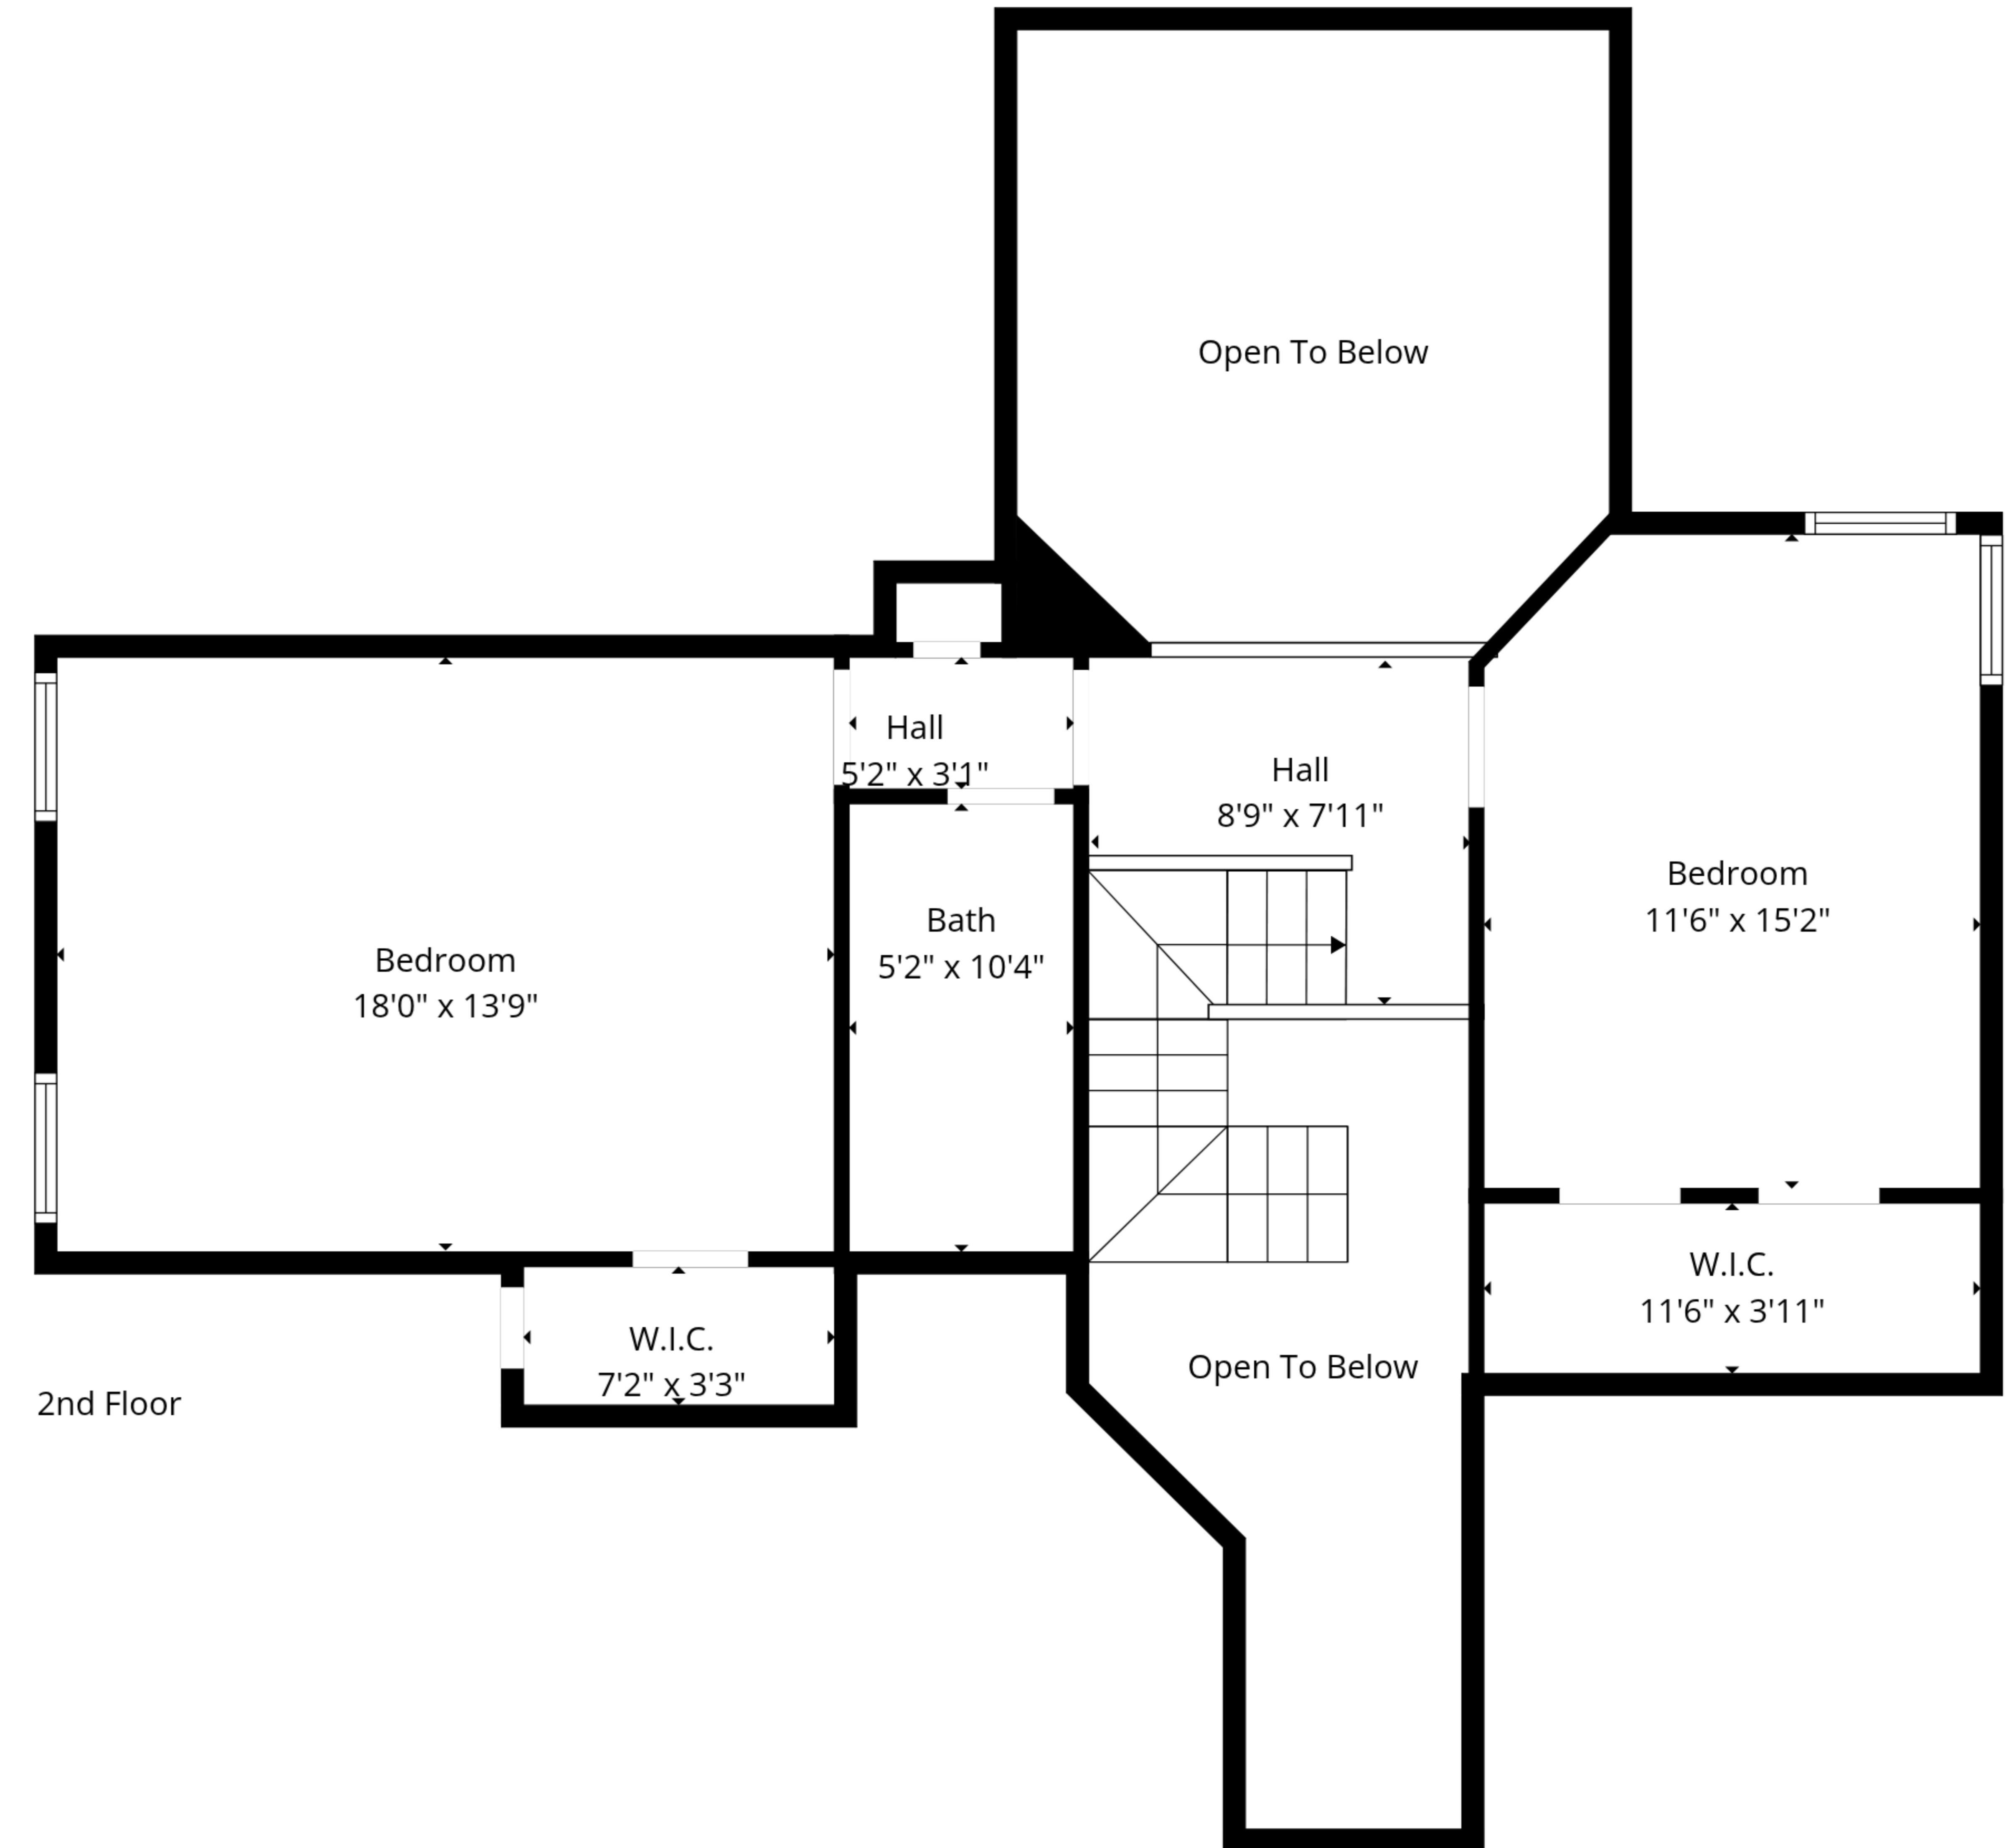 Open To Below
Hall
5'2" x 3'1"
Hall
8'9" x 7'11"
Bedroom
11'6" x 15'2"
Bath
5'2" x 10'4"
Bedroom
18'0" x 13'9"
W.I.C.
11'6" x 3'11"
W.I.C.
7'2" x 3'3"
Open To Below
2nd Floor